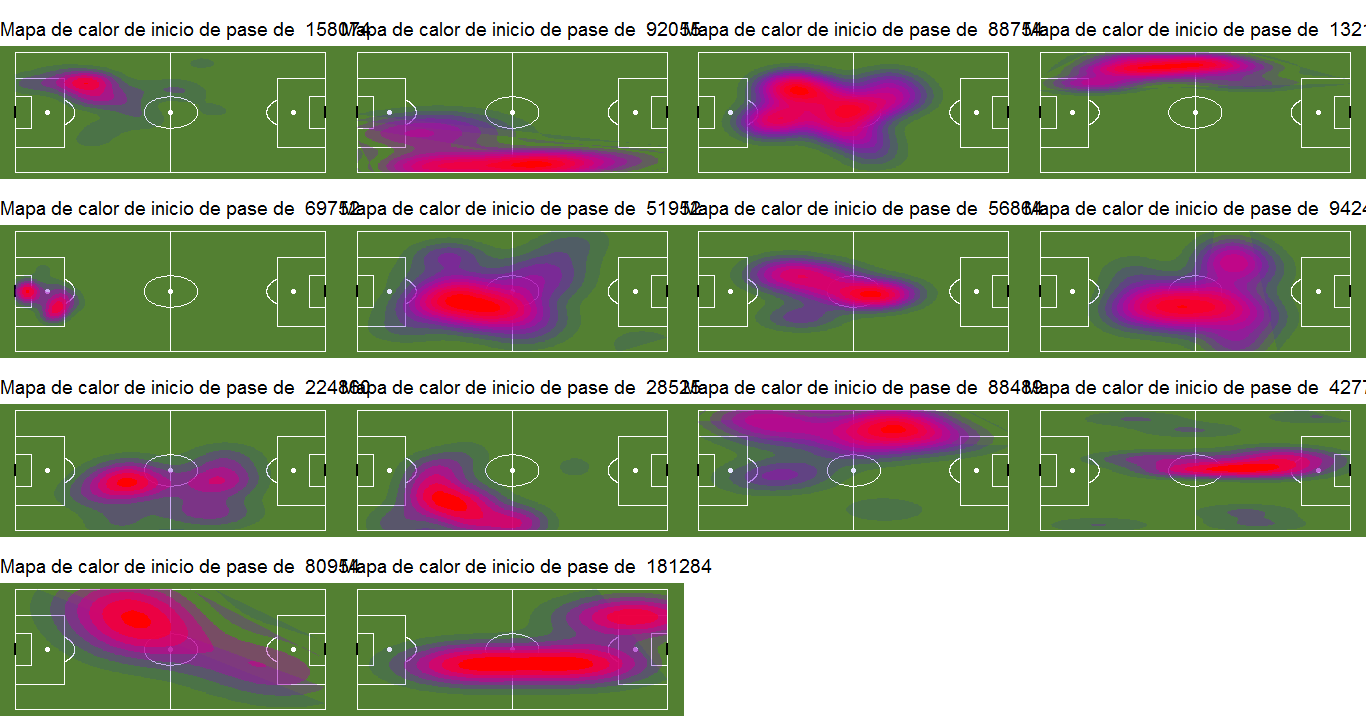 Mapa de calor de inicio de pase de 158074 Mapa de calor de inicio de pase de 92055 Mapa de calor de inicio de pase de 88754 Mapa de calor de inicio de pase de 1321
Mapa de calor de inicio de pase de 69752 Mapa de calor de inicio de pase de 51952 Mapa de calor de inicio de pase de 56864 Mapa de calor de inicio de pase de 9424
Mapa de calor de inicio de pase de 224860 Mapa de calor de inicio de pase de 28525 Mapa de calor de inicio de pase de 88489 Mapa de calor de inicio de pase de 4277
Mapa de calor de inicio de pase de 80954 Mapa de calor de inicio de pase de 181284